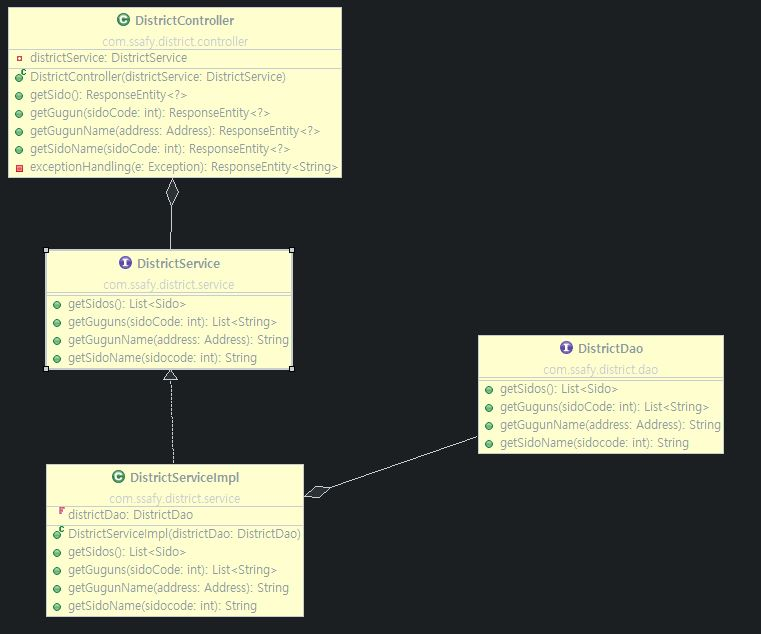 DistrictController
com.ssafy.district.controller
districtService: DistrictService
DistrictController(districtService: DistrictService)
getSido(): ResponseEntity<?>
getGugun(sidoCode: int): ResponseEntity<?>
getGugunName(address: Address): ResponseEntity<?>
getSidoName(sidoCode: int): ResponseEntity<?>
exceptionHandling(e: Exception): ResponseEntity<String>
DistrictService
com.ssafy.district.service
getSidos(): List<Sido>
getGuguns(sidoCode: int): List<String>
getGugunName(address: Address): String
getSidoName(sidocode: int): String
DistrictDao
com.ssafy.district.dao
getSidos(): List<Sido>
getGuguns(sidoCode: int): List<String>
getGugunName(address: Address): String
getSidoName(sidocode: int): String
DistrictServiceImpl
com.ssafy.district.service
districtDao: DistrictDao
DistrictServiceImpl(districtDao: DistrictDao)
getSidos(): List<Sido>
getGuguns(sidoCode: int): List<String>
getGugunName(address: Address): String
getSidoName(sidocode: int): String